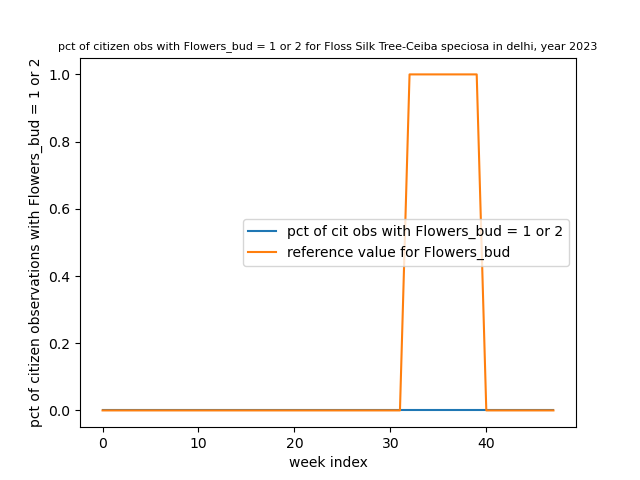 pct of citizen obs with Flowers_bud = 1 or 2 for Floss Silk Tree-Ceiba speciosa in delhi, year 2023
pct of citizen observations with Flowers_bud = 1 or 2
1.0
0.8
0.6
0.4
0.2
0.0
pct of cit obs with Flowers_bud = 1 or 2
reference value for Flowers_bud
0 10 20 30 40
week index